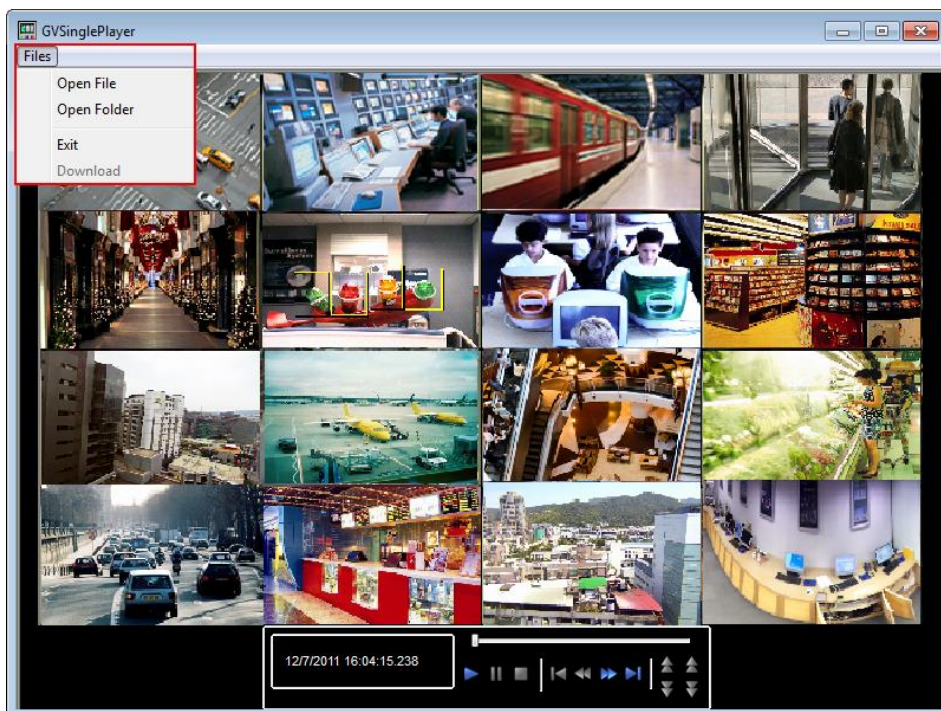 GVSinglePlayer
Files
Open File
Open Folder
Exit
Download
12/7/2011 16:04:15.238